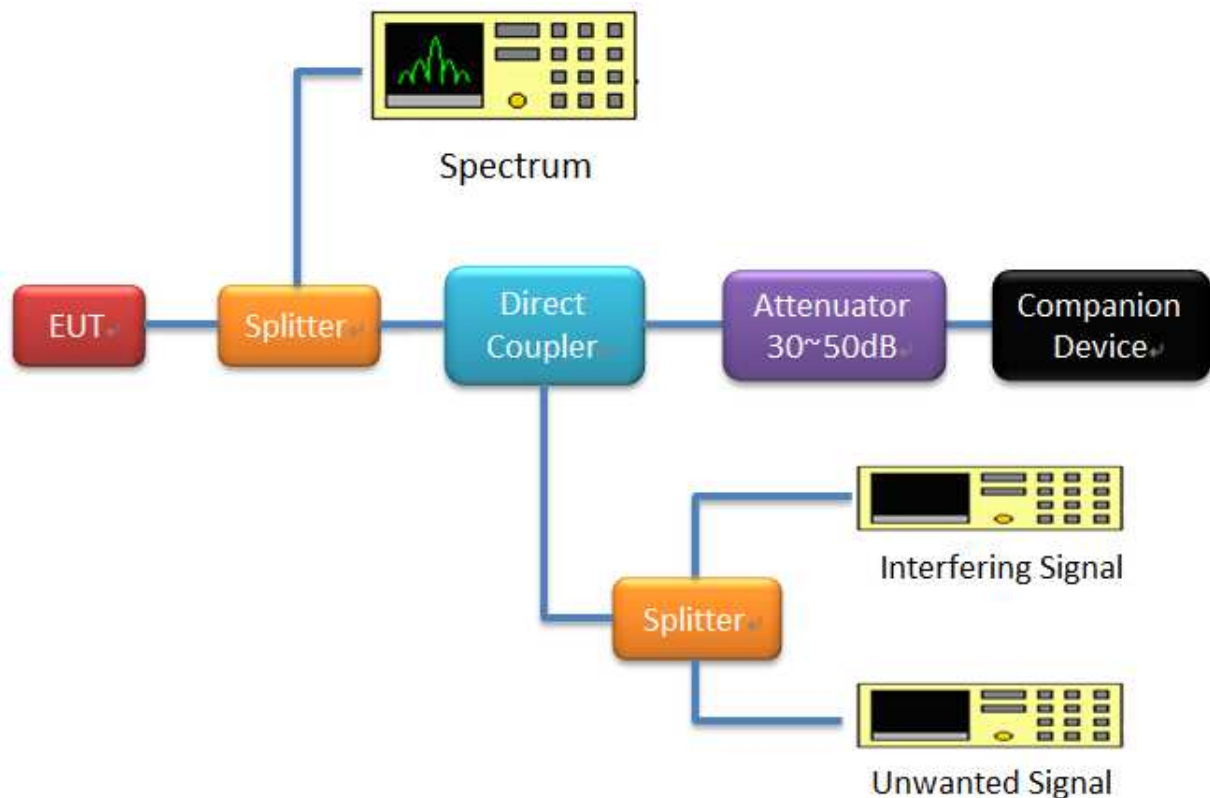 Spectrum
EUT
Splitter
Direct
Coupler
Attenuator
30~50dB
Companion
Device
Interfering Signal
Splitter
Unwanted Signal